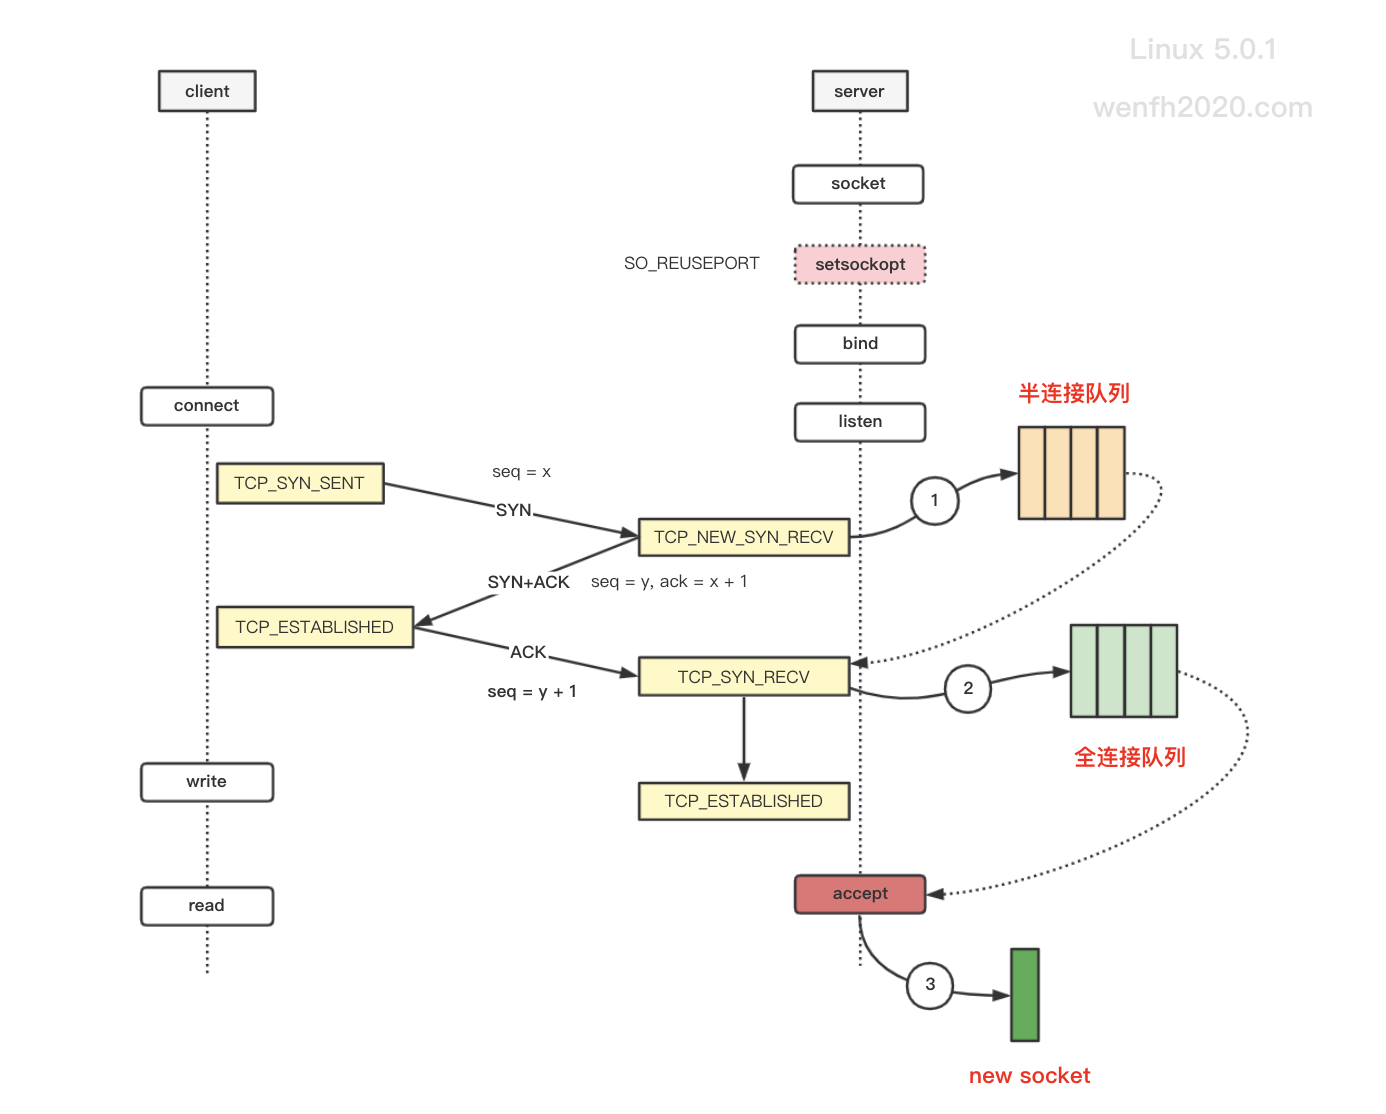 Linux 5.0.1
wenfh2020.com
client
server
socket
SO_REUSEPORT
setsockopt
bind
connect
listen
半连接队列
TCP_SYN_SENT
seq = x
SYN
1
TCP_NEW_SYN_RECV
SYN+ACK
seq = y, ack = x + 1
TCP_ESTABLISHED
ACK
seq = y + 1
TCP_SYN_RECV
2
全连接队列
write
TCP_ESTABLISHED
accept
read
3
new socket